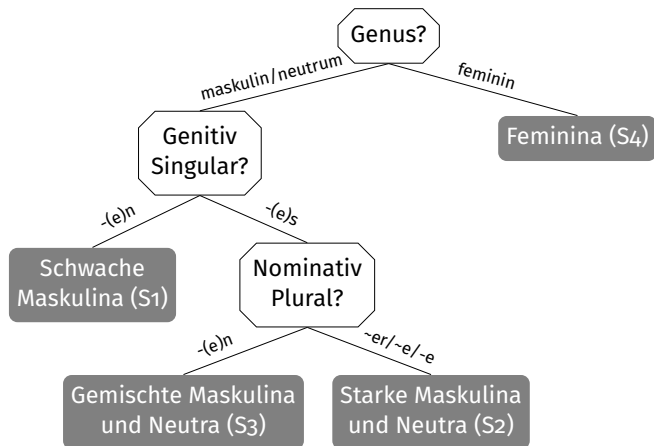 Genus?
maskulin/neutrum
feminin
Genitiv
Singular?
Feminina (S4)
-(e)n
-(e)s
Schwache
Maskulina (S1)
Nominativ
Plural?
-(e)n
~er/~e/-e
Gemischte Maskulina
und Neutra (S3)
Starke Maskulina
und Neutra (S2)